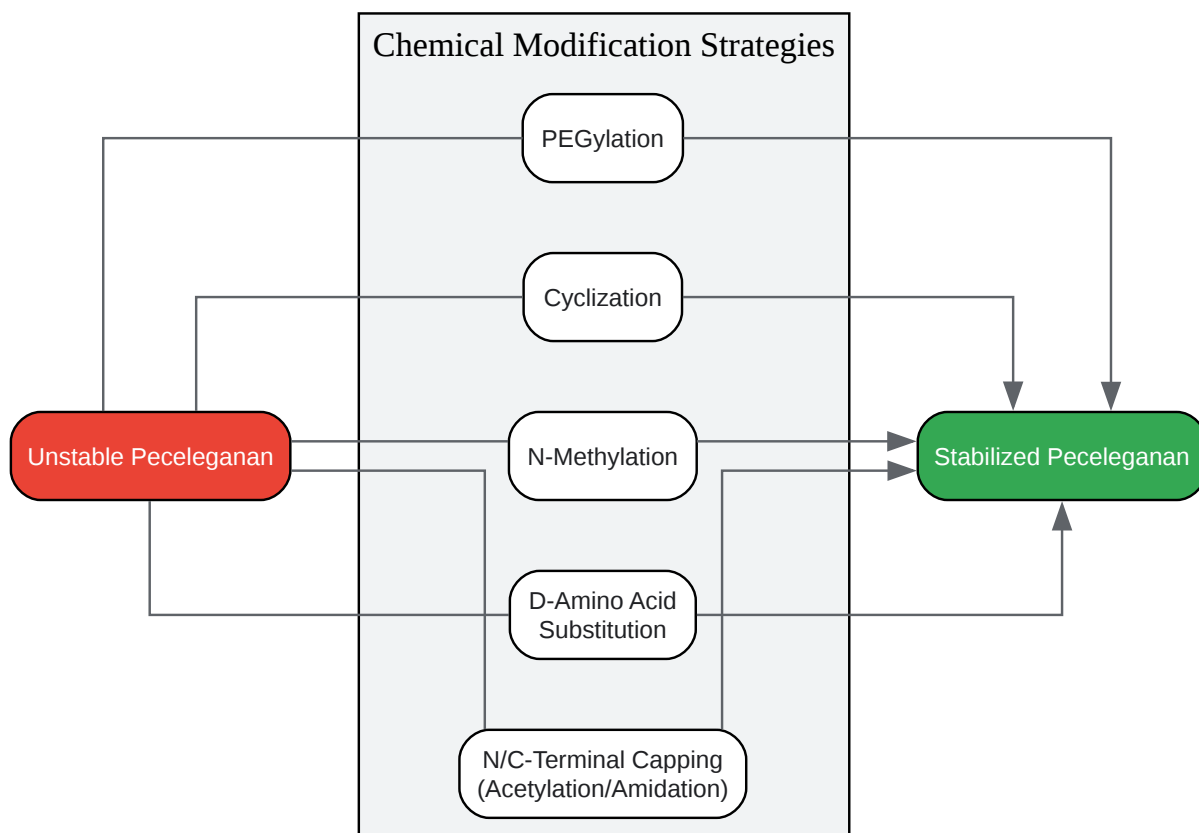 Chemical Modification Strategies
PEGylation
Cyclization
Unstable Peceleganan
N-Methylation
Stabilized Peceleganan
D-Amino Acid
Substitution
N/C-Terminal Capping
(Acetylation/Amidation)